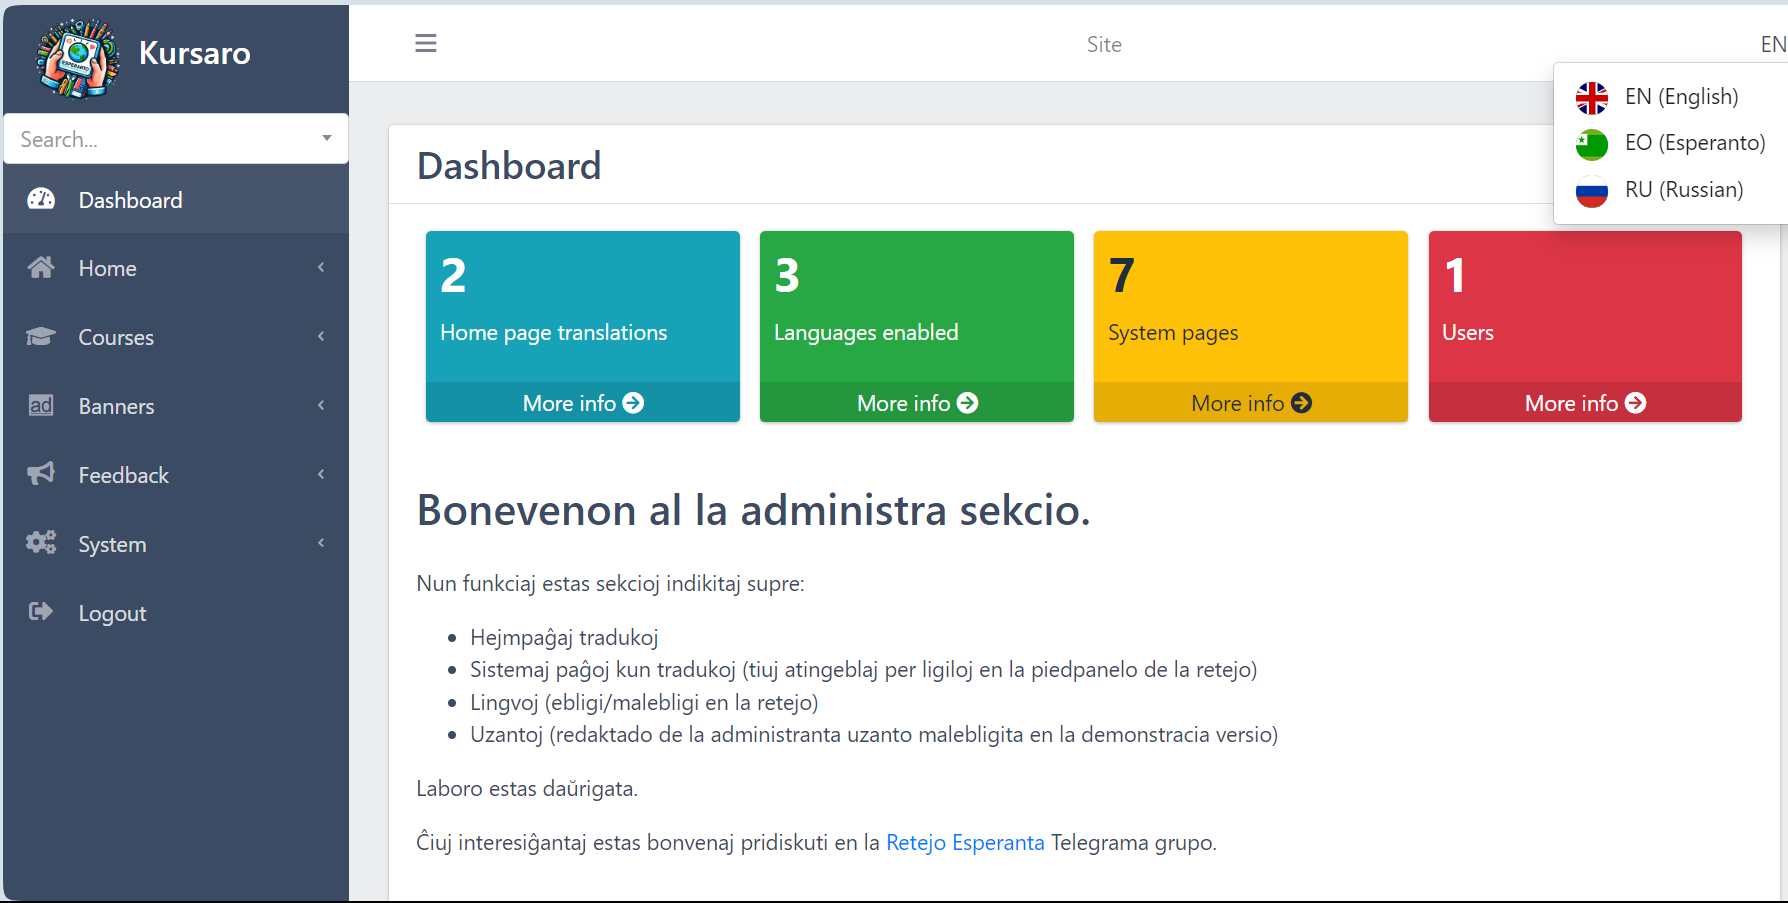 Kursaro
Search...
Dashboard
Home
Courses
Banners
ad
Feedback
System
Logout
Site
EN
EN (English)
EO (Esperanto)
RU (Russian)
Dashboard
2
Home page translations
More info
3
Languages enabled
More info
7
System pages
More info
1
Users
More info
Bonevenon al la administra sekcio.
Nun funkciaj estas sekcioj indikitaj supre:
Hejmpaĝaj tradukoj
Sistemaj paĝoj kun tradukoj (tiuj atingeblaj per ligiloj en la piedpanelo de la retejo)
Lingvoj (ebligi/malebligi en la retejo)
Uzantoj (redaktado de la administranta uzanto malebligita en la demonstracia versio)
Laboro estas daŭrigata.
Ĉiuj interesiĝantaj estas bonvenaj pridiskuti en la Retejo Esperanta Telegrama grupo.
ESPERANTO